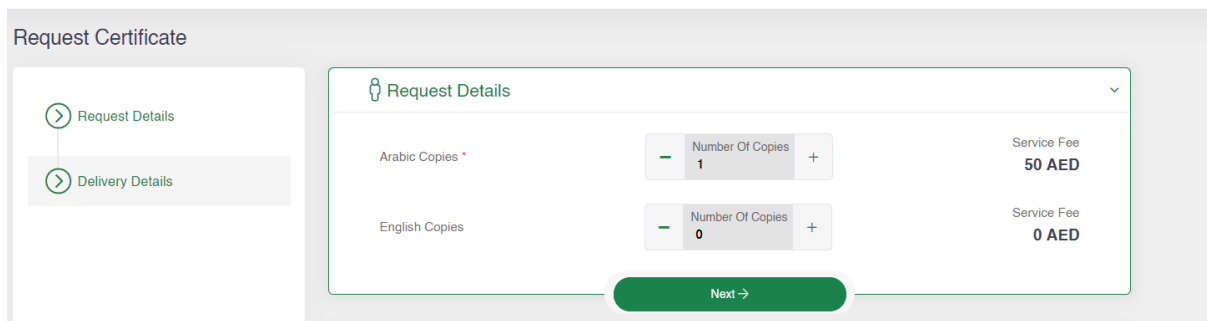 Request Certificate
Request Details
Delivery Details
Request Details
Arabic Copies *
Number Of Copies
1
Service Fee
50 AED
English Copies
Number Of Copies
0
Service Fee
0 AED
Next →